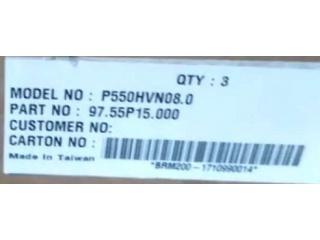 QTY : 3
MODEL NO : P550HVN08.0
PART NO : 97.55P15.000
CUSTOMER NO:
CARTON NO :
Made In Taiwan
*BRM200-1710990014*